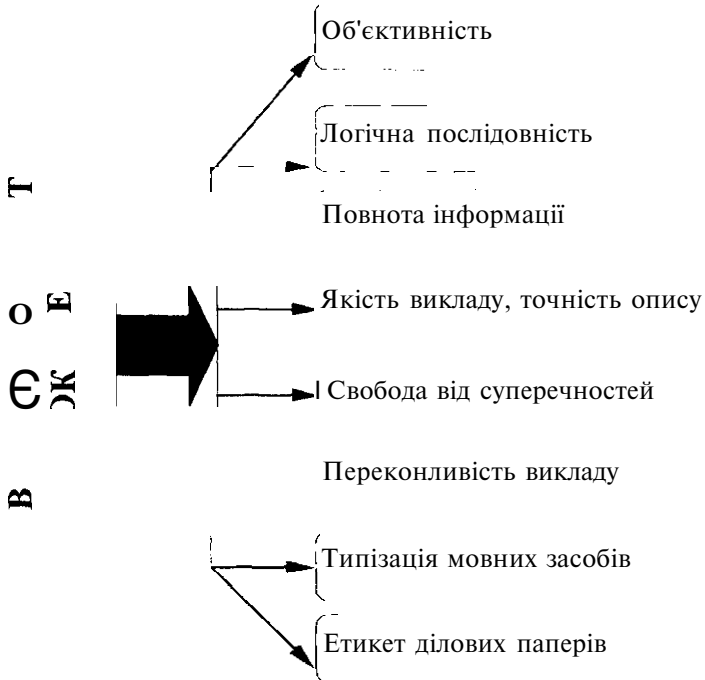 Об'єктивність
Логічна послідовність
Повнота інформації
Якість викладу, точність опису
Свобода від суперечностей
Переконливість викладу
Типізація мовних засобів
Етикет ділових паперів